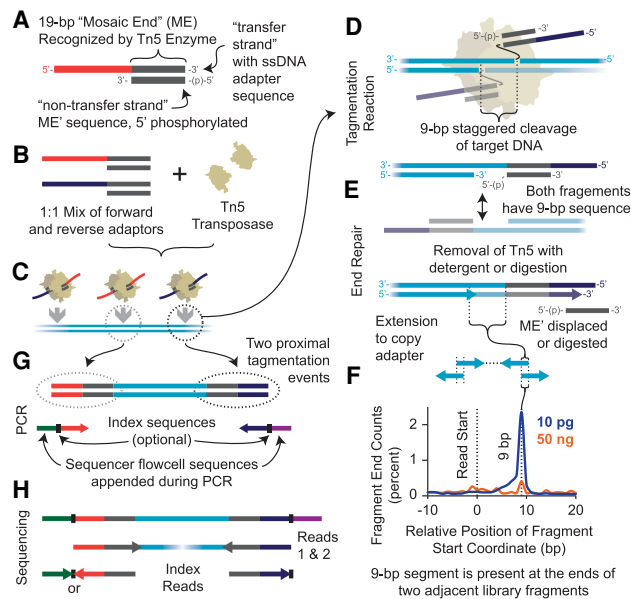 A
19-bp “Mosaic End” (ME)
Recognized by Tn5 Enzyme
5'-
-3'
3'-
-(p)-5'
“transfer
strand”
with ssDNA
adapter
sequence
“non-transfer strand”
ME’ sequence, 5’ phosphorylated
B
+
1:1 Mix of forward
and reverse adaptors
Tn5
Transposase
C
Two proximal
tagmentation
events
G
PCR
Index sequences
(optional)
Sequencer flowcell sequences
appended during PCR
H
Sequencing
Reads
1 & 2
Index
Reads
or
D
Tagmentation
Reaction
5'-(p)-
-3'
-5'
3'-
-5'
5'-
-3'
9-bp staggered cleavage
of target DNA
3'-
-5'
5'-
-3'
-3'
5'-(p)
E
End Repair
Both fragements
have 9-bp sequence
Removal of Tn5 with
detergent or digestion
3'-
-5'
5'-
-3'
5'-(p)-
-3'
Extension
to copy
adapter
ME’ displaced
or digested
F
Fragment End Counts
(percent)
2
1
0
Read Start
9 bp
10 pg
50 ng
-10
0
10
20
Relative Position of Fragment
Start Coordinate (bp)
9-bp segment is present at the ends of
two adjacent library fragments